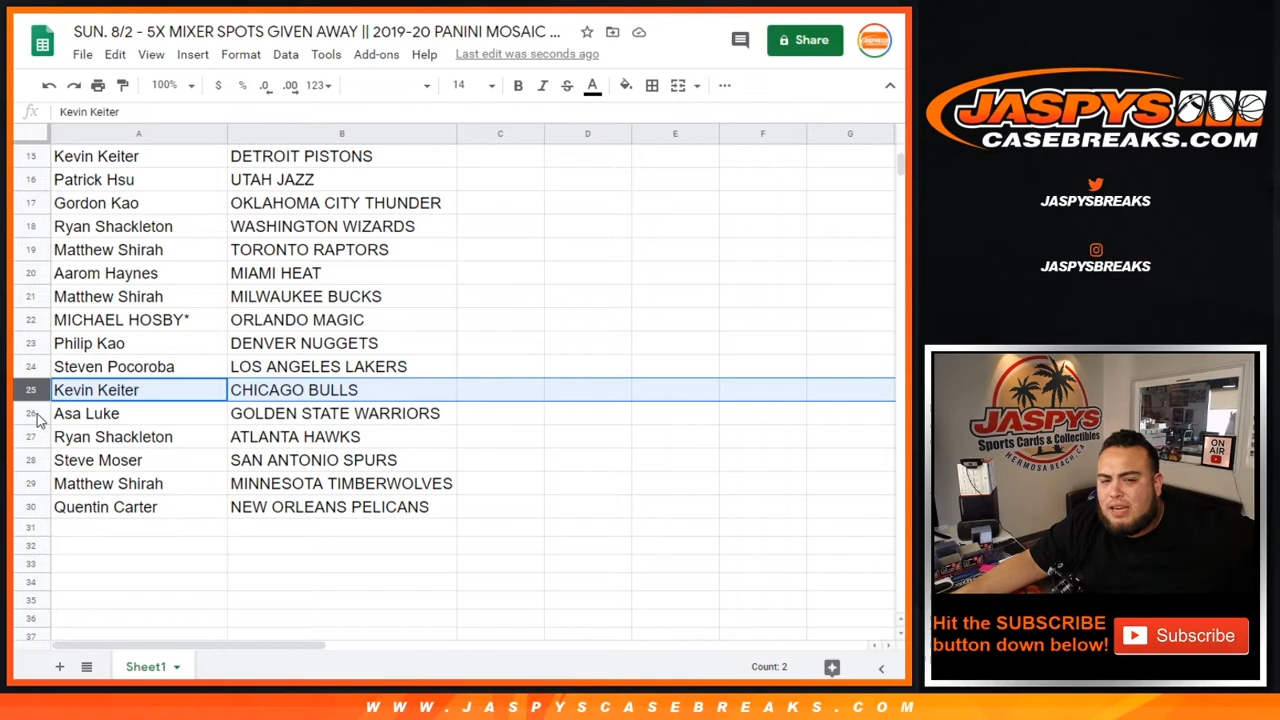 SUN. 8/2 - 5X MIXER SPOTS GIVEN AWAY || 2019-20 PANINI MOSAIC ...
File Edit View Insert Format Data Tools Add-ons Help Last edit was seconds ago
Share
100% $ % .0 .00 123 14 B I S A ...
fx Kevin Keiter
A B C D E F G
15 Kevin Keiter DETROIT PISTONS
16 Patrick Hsu UTAH JAZZ
17 Gordon Kao OKLAHOMA CITY THUNDER
18 Ryan Shackleton WASHINGTON WIZARDS
19 Matthew Shirah TORONTO RAPTORS
20 Aarom Haynes MIAMI HEAT
21 Matthew Shirah MILWAUKEE BUCKS
22 MICHAEL HOSBY* ORLANDO MAGIC
23 Philip Kao DENVER NUGGETS
24 Steven Pocoroba LOS ANGELES LAKERS
25 Kevin Keiter CHICAGO BULLS
26 Asa Luke GOLDEN STATE WARRIORS
27 Ryan Shackleton ATLANTA HAWKS
28 Steve Moser SAN ANTONIO SPURS
29 Matthew Shirah MINNESOTA TIMBERWOLVES
30 Quentin Carter NEW ORLEANS PELICANS
31
32
33
34
35
36
37
Sheet1
Count: 2
JASPYS
CASEBREAKS.COM
JASPYSBREAKS
JASPYSBREAKS
JASPYS
Sports Cards & Collectibles
HERMOSA BEACH, CA
ON AIR
Hit the SUBSCRIBE
button down below!
Subscribe
WWW.JASPYSCASEBREAKS.COM